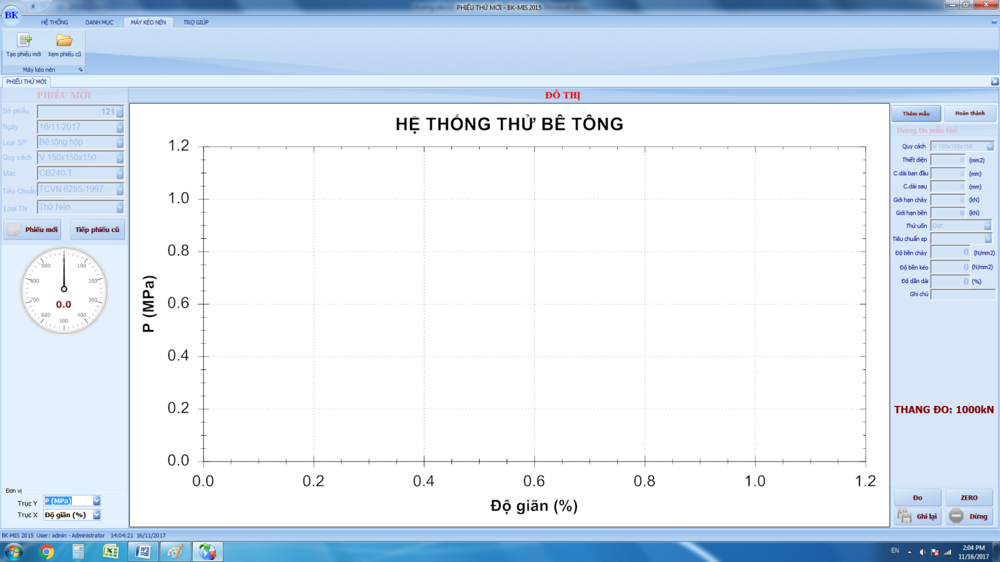 PHIẾU THỬ MỚI - BK-MIS 2015
BK
HỆ THỐNG
DANH MỤC
MÁY KÉO NÉN
TRỢ GIÚP
Tạo phiếu mới
Xem phiếu cũ
Máy kéo nén
PHIẾU THỬ MỚI
PHIẾU MỚI
Số phiếu 121
Ngày 16/11/2017
Loại SP Bê tông hộp
Quy cách V 150x150x150
Mác CB240-T
Tiêu Chuẩn TCVN 6285-1997
Loại TN Thử Nén
Phiếu mới
Tiếp phiếu cũ
0
100
200
300
400
500
600
700
800
900
0.0
Đơn vị
Trục Y P (MPa)
Trục X Độ giãn (%)
ĐỒ THỊ
HỆ THỐNG THỬ BÊ TÔNG
1.2
1.0
0.8
0.6
0.4
0.2
0.0
P (MPa)
0.0 0.2 0.4 0.6 0.8 1.0 1.2
Độ giãn (%)
Thêm mẫu
Hoàn thành
Thông tin mẫu thử
Quy cách V 150x150x150
Thiết diện 0 (mm2)
C.dài ban đầu 0 (mm)
C.dài sau 0 (mm)
Giới hạn chảy 0 (kN)
Giới hạn bền 0 (kN)
Thử uốn Đạt
Tiêu chuẩn sp
Độ bền chảy 0 (N/mm2)
Độ bền kéo 0 (N/mm2)
Độ dãn dài 0 (%)
Ghi chú
THANG ĐO: 1000kN
Đo
ZERO
Ghi lại
Dừng
BK-MIS 2015 User: admin - Administrator 14:04:21 16/11/2017
EN
2:04 PM
11/16/2017